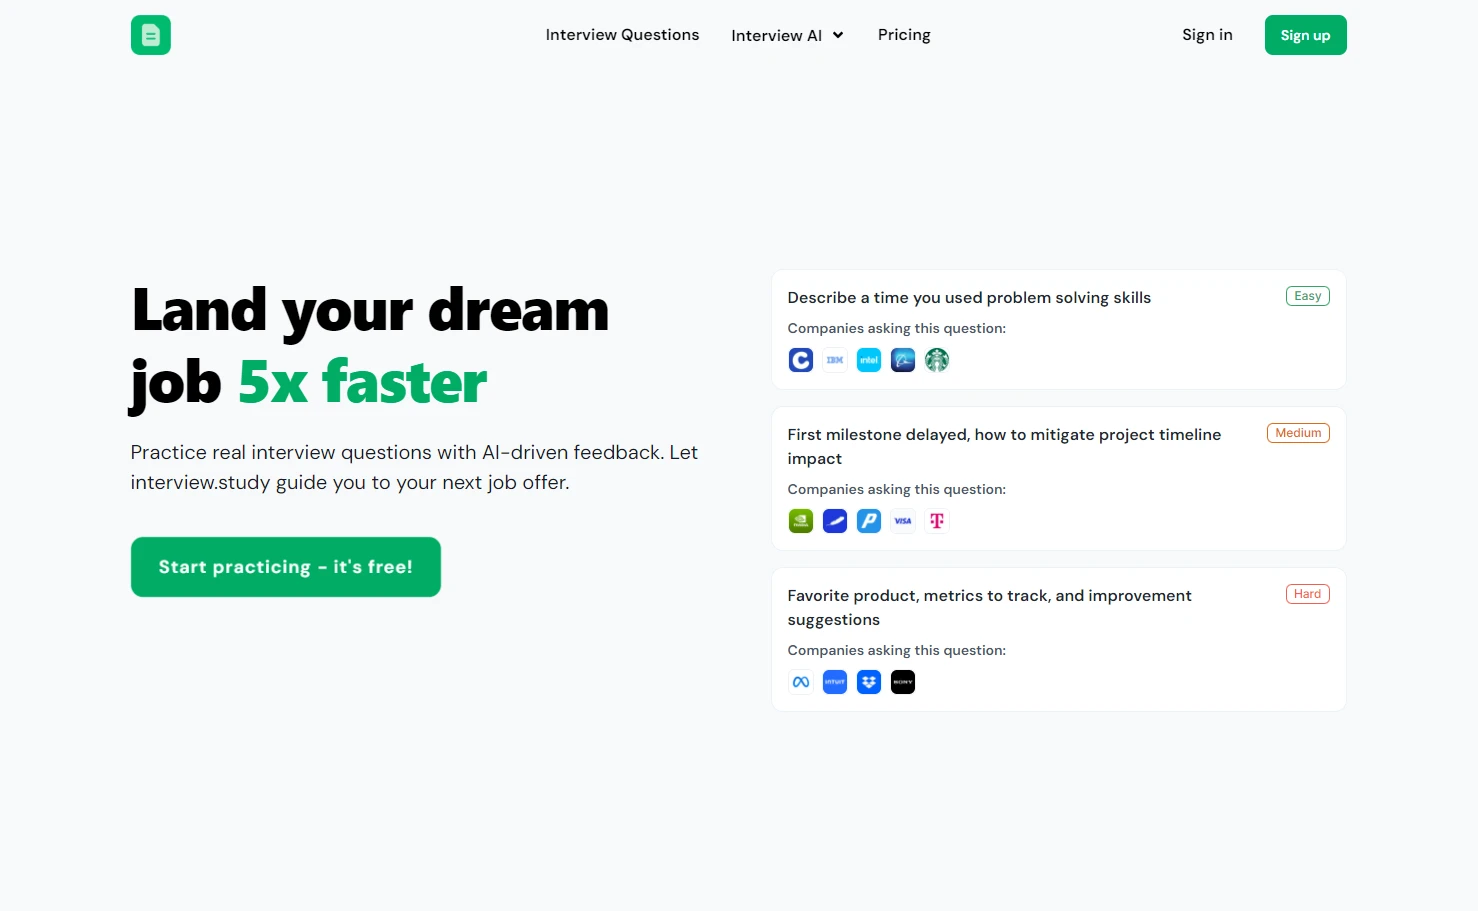 Interview Questions
Interview AI
Pricing
Sign in
Sign up
Land your dream
job 5x faster
Practice real interview questions with AI-driven feedback. Let
interview.study guide you to your next job offer.
Start practicing - it's free!
Describe a time you used problem solving skills
Easy
Companies asking this question:
IBM
intel
First milestone delayed, how to mitigate project timeline
impact
Medium
Companies asking this question:
VISA
T
Favorite product, metrics to track, and improvement
suggestions
Hard
Companies asking this question:
INTUIT
SONY